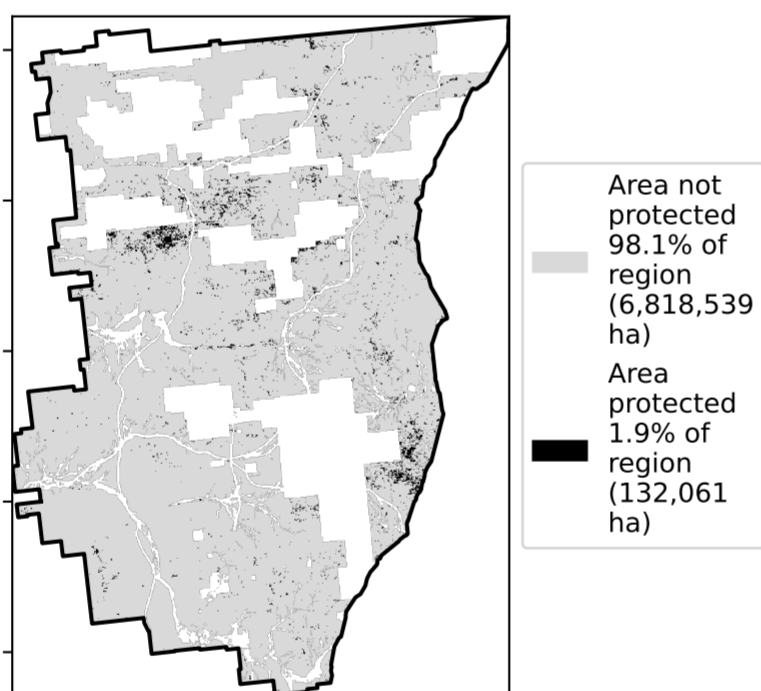 Area not
protected
98.1% of
region
(6,818,539
ha)
Area
protected
1.9% of
region
(132,061
ha)